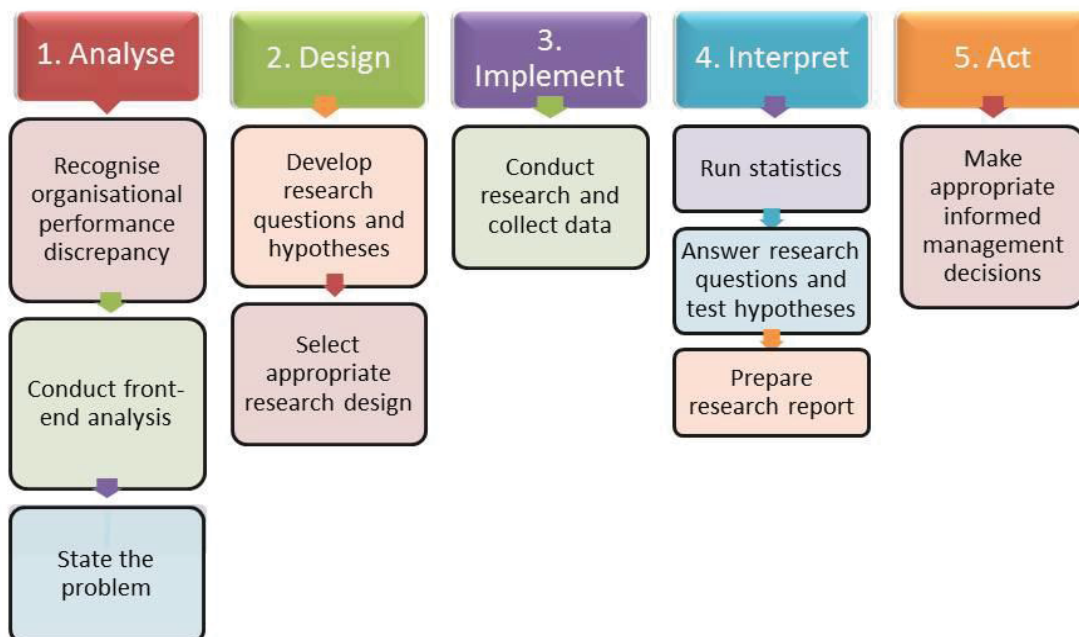 1. Analyse
Recognise
organisational
performance
discrepancy
Conduct front-
end analysis
State the
problem
2. Design
Develop
research
questions and
hypotheses
Select
appropriate
research design
3.
Implement
Conduct
research and
collect data
4. Interpret
Run statistics
Answer research
questions and
test hypotheses
Prepare
research report
5. Act
Make
appropriate
informed
management
decisions